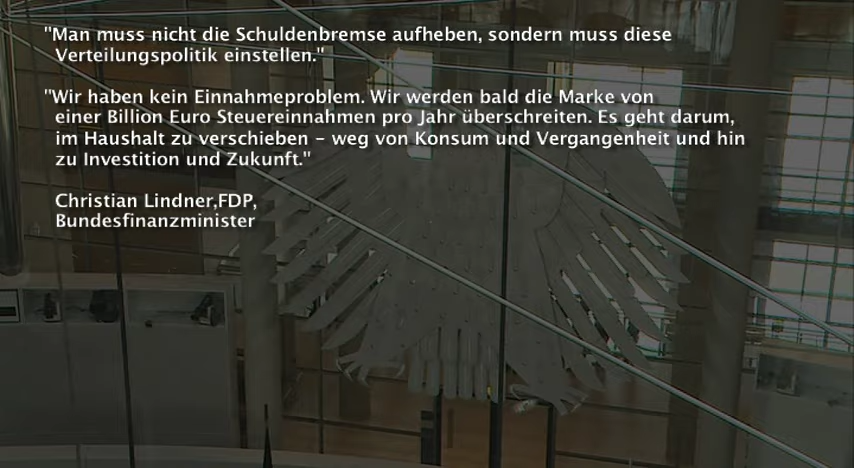 "Man muss nicht die Schuldenbremse aufheben, sondern muss diese
Verteilungspolitik einstellen."
"Wir haben kein Einnahmeproblem. Wir werden bald die Marke von
einer Billion Euro Steuereinnahmen pro Jahr überschreiten. Es geht darum,
im Haushalt zu verschieben - weg von Konsum und Vergangenheit und hin
zu Investition und Zukunft."
Christian Lindner,FDP,
Bundesfinanzminister